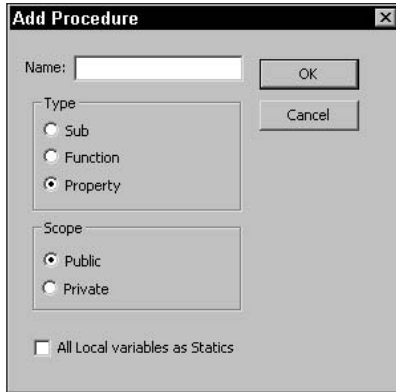 Add Procedure
Name:
OK
Cancel
Type
Sub
Function
Property
Scope
Public
Private
All Local variables as Statics